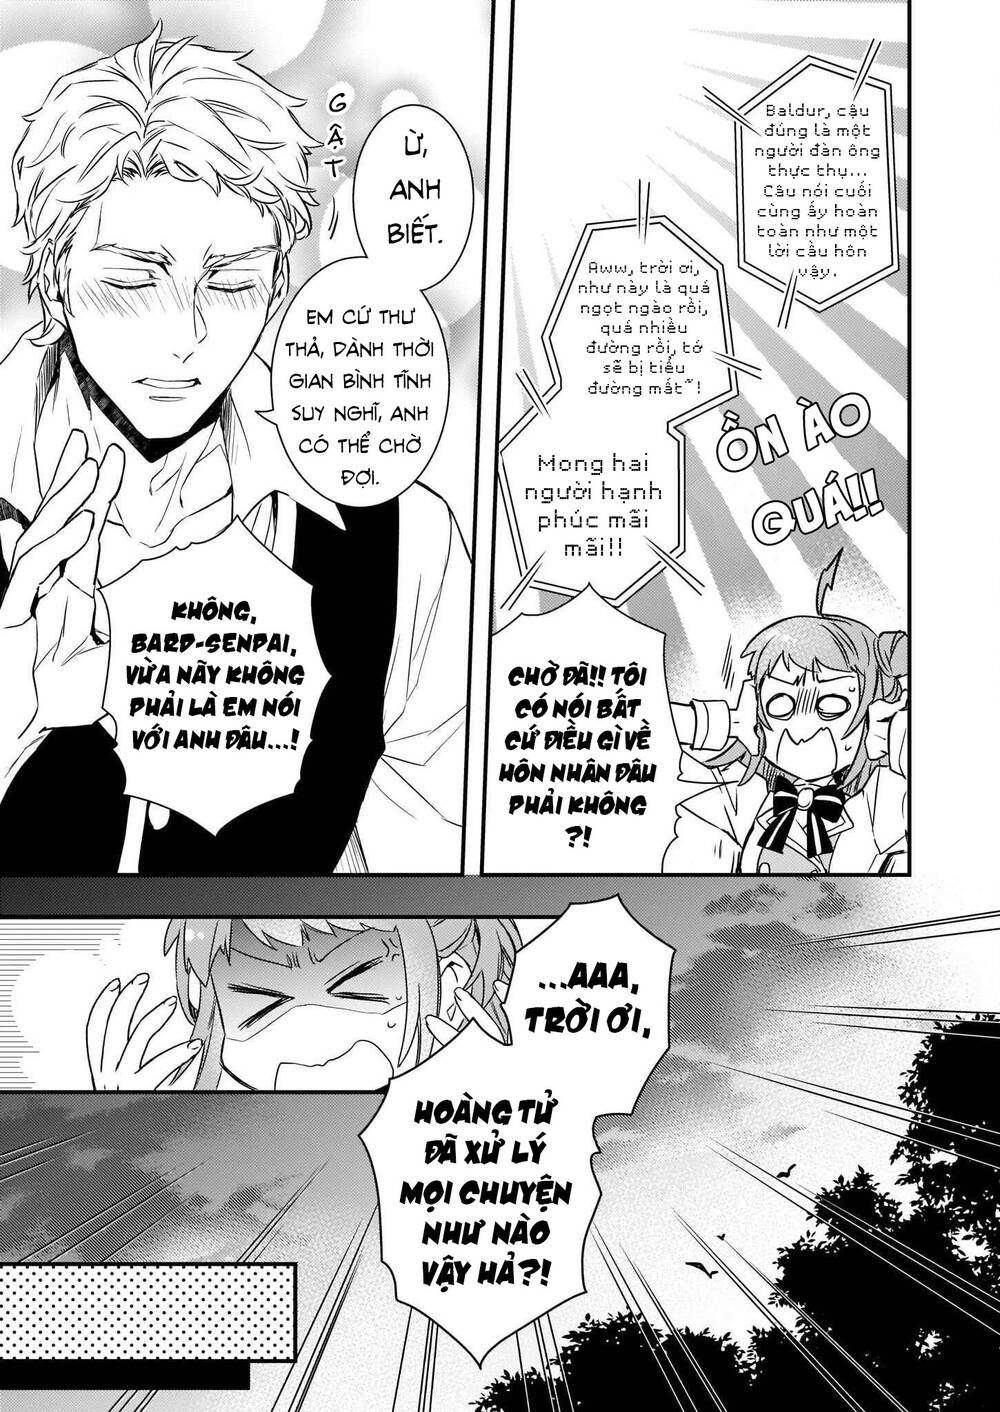 Baldur, cậu
đúng là một
người đàn ông
thực thụ...
Câu nói cuối
cùng ấy hoàn
toàn như một
lời cầu hôn
vậy.
Aww, trời ơi,
như này là quá
ngọt ngào rồi,
quá nhiều
đường rồi, tớ
sẽ bị tiểu
đường mất~!
Mong hai
người hạnh
phúc mãi
mãi!!
ỒN ÀO
QUÁ!!
CHỜ ĐÃ!! TÔI
CÓ NÓI BẤT
CỨ ĐIỀU GÌ VỀ
HÔN NHÂN ĐÂU
PHẢI KHÔNG
?!
GẬT
Ừ,
ANH
BIẾT.
EM CỨ THƯ
THẢ, DÀNH THỜI
GIAN BÌNH TĨNH
SUY NGHĨ, ANH
CÓ THỂ CHỜ
ĐỢI.
KHÔNG,
BARD-SENPAI,
VỪA NÃY KHÔNG
PHẢI LÀ EM NÓI
VỚI ANH ĐÂU...!
...AAA,
TRỜI ƠI,
HOÀNG TỬ
ĐÃ XỬ LÝ
MỌI CHUYỆN
NHƯ NÀO
VẬY HẢ?!